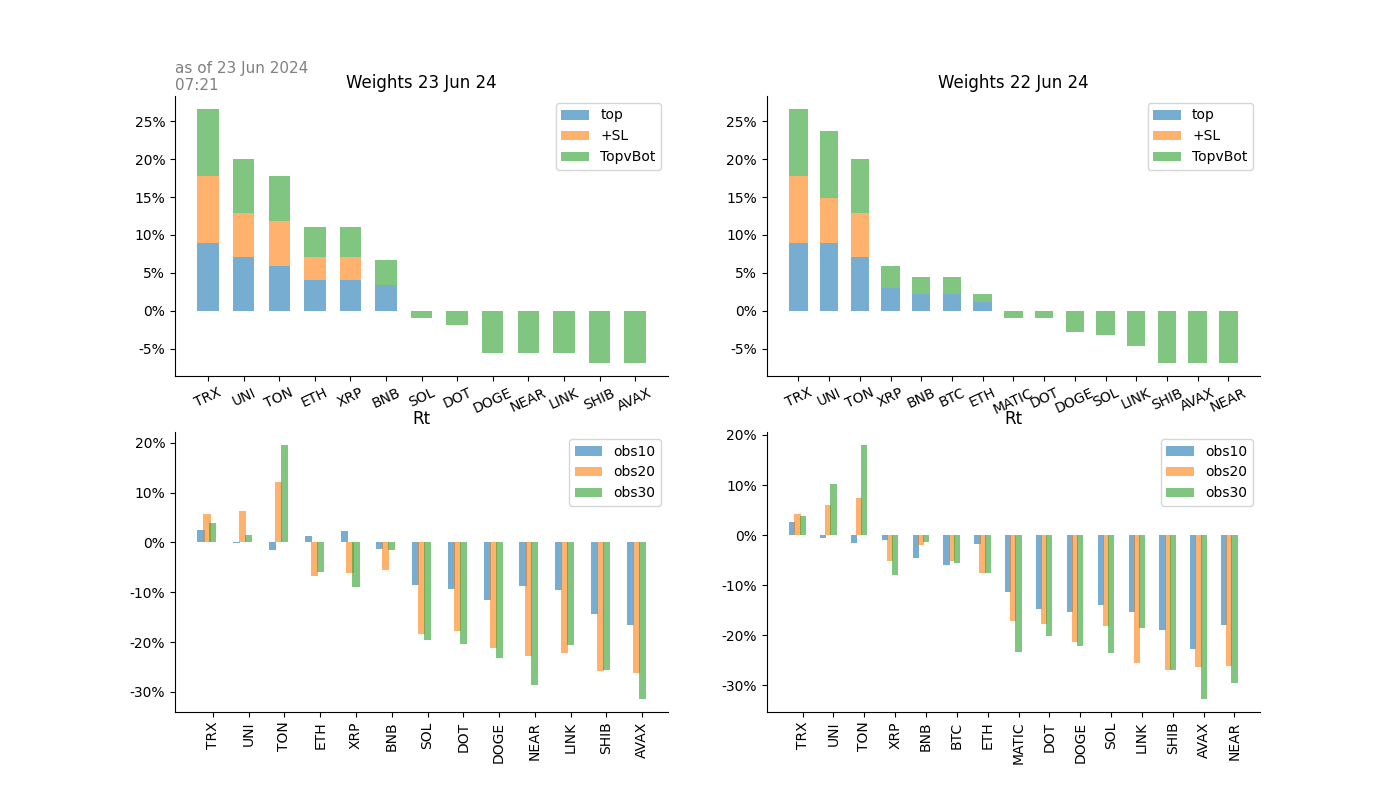 as of 23 Jun 2024
07:21
Weights 23 Jun 24
top
+SL
TopvBot
25%
20%
15%
10%
5%
0%
-5%
TRX UNI TON ETH XRP BNB SOL DOT DOGE NEAR LINK SHIB AVAX
Weights 22 Jun 24
top
+SL
TopvBot
25%
20%
15%
10%
5%
0%
-5%
TRX UNI TON XRP BNB BTC ETH MATIC DOT DOGE SOL LINK SHIB AVAX NEAR
Rt
obs10
obs20
obs30
20%
10%
0%
-10%
-20%
-30%
TRX UNI TON ETH XRP BNB SOL DOT DOGE NEAR LINK SHIB AVAX
Rt
obs10
obs20
obs30
20%
10%
0%
-10%
-20%
-30%
TRX UNI TON XRP BNB BTC ETH MATIC DOT DOGE SOL LINK SHIB AVAX NEAR